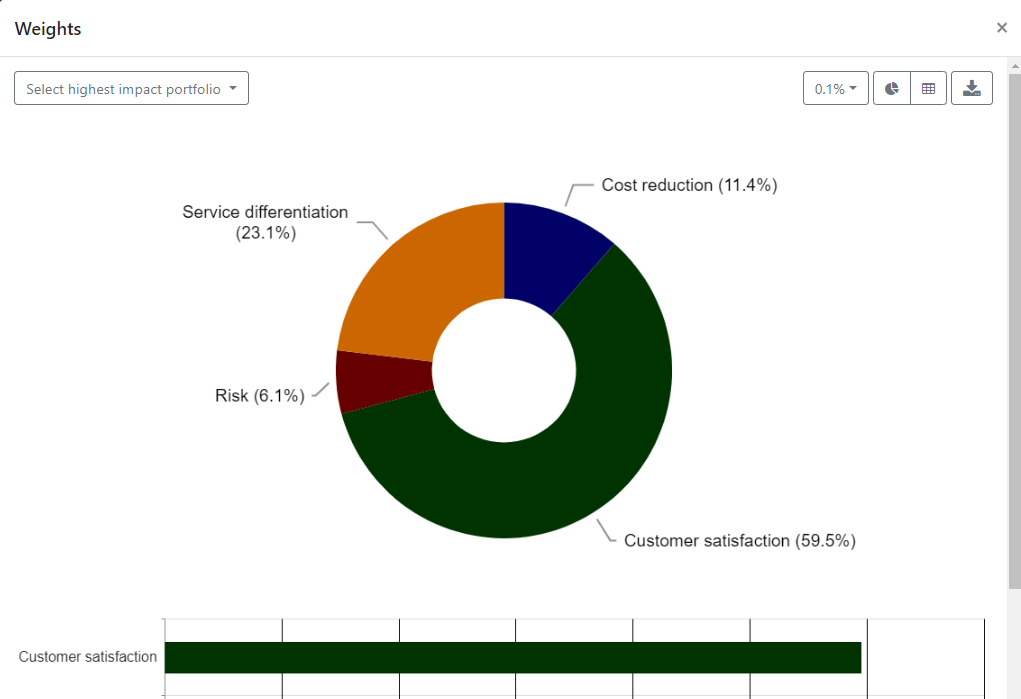 Weights
×
Select highest impact portfolio
0.1%
Cost reduction (11.4%)
Service differentiation
(23.1%)
Risk (6.1%)
Customer satisfaction (59.5%)
Customer satisfaction